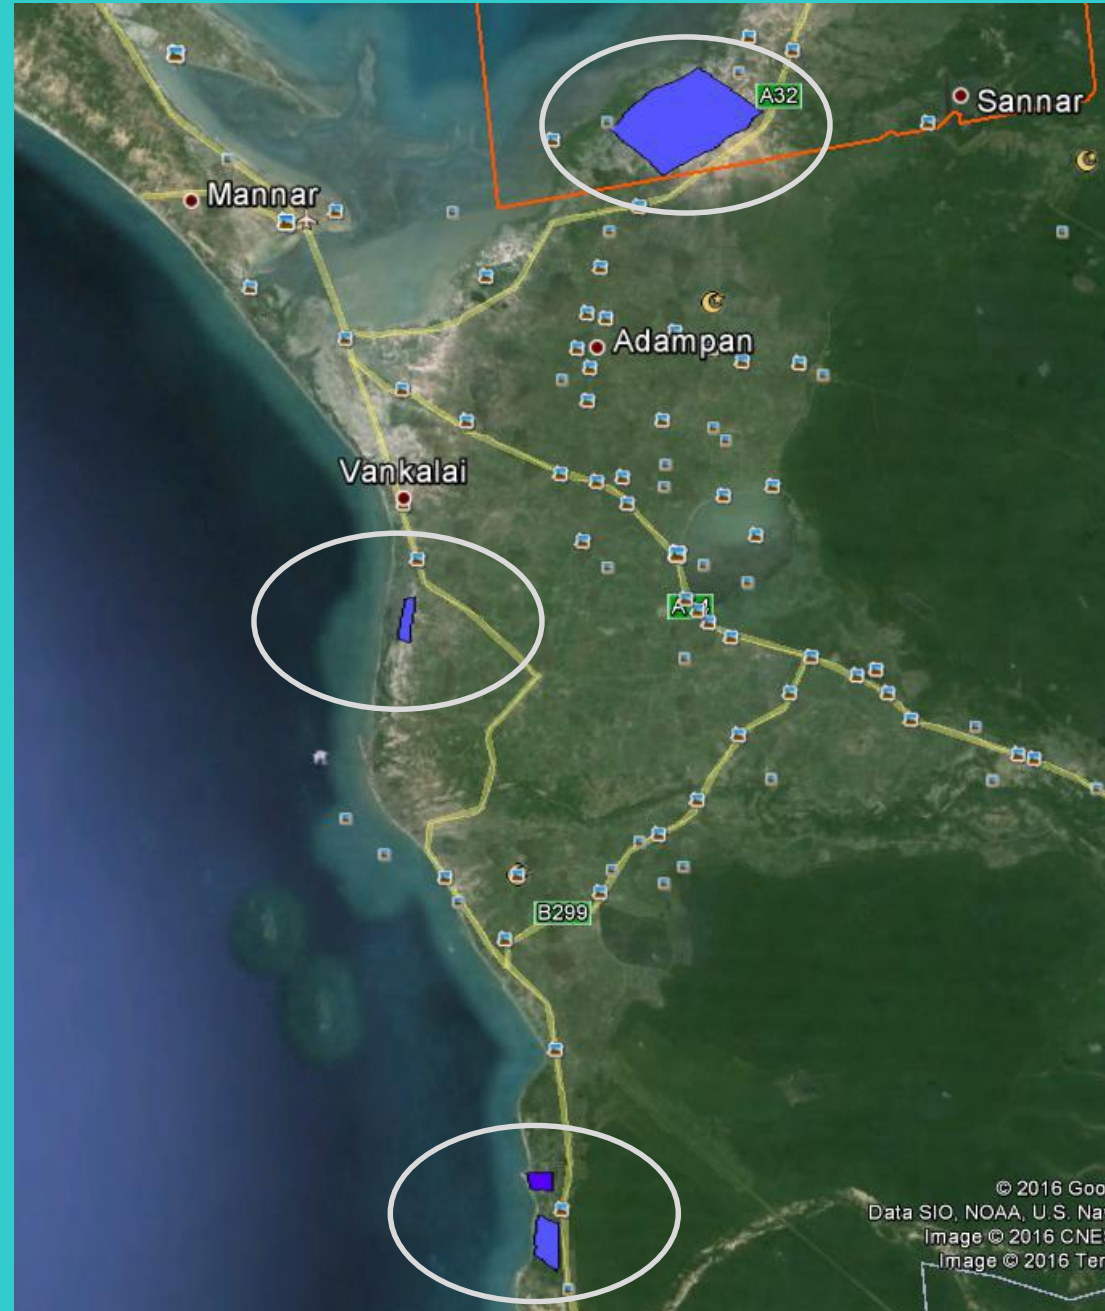 A32
Sannar
Mannar
Adampan
Vankalai
B299
© 2016 Goo
Data SIO, NOAA, U.S. Na
Image © 2016 CNE
Image © 2016 Ter